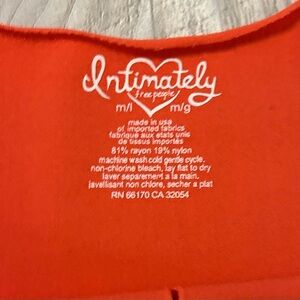 Intimately
free people
m/l m/g
made in usa
of imported fabrics
fabrique aux etats unis
de tissus importés
81% rayon 19% nylon
machine wash cold gentle cycle.
non-chlorine bleach, lay flat to dry
laver separement a la main.
lavellisant non chlore, secher a plat
RN 66170 CA 32054